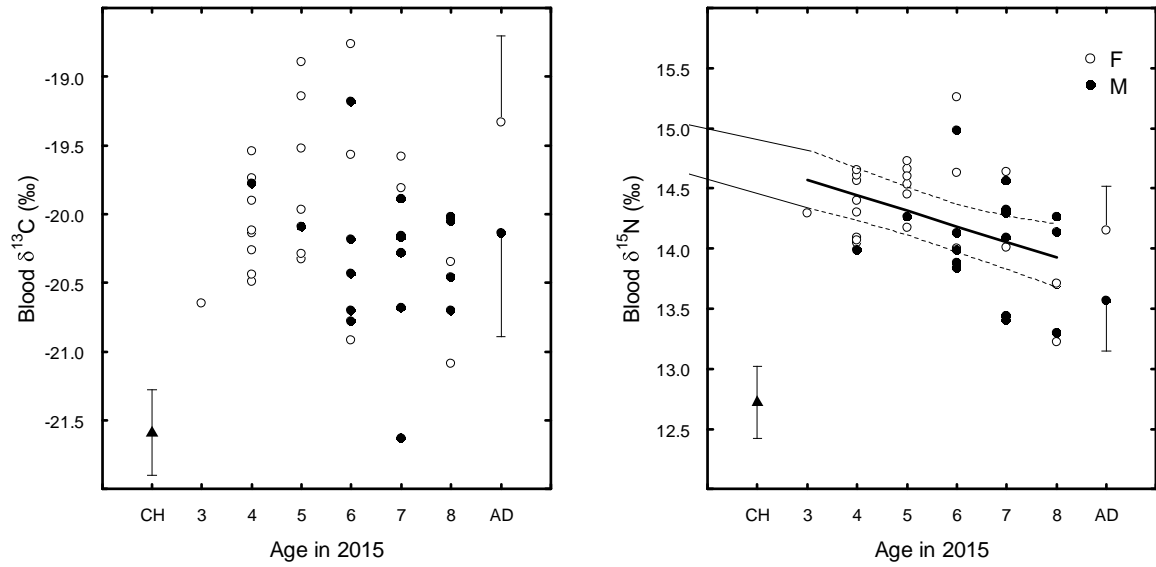 Blood δ¹³C (‰)
-19.0
-19.5
-20.0
-20.5
-21.0
-21.5
CH 3 4 5 6 7 8 AD
Age in 2015
Blood δ¹⁵N (‰)
15.5
15.0
14.5
14.0
13.5
13.0
12.5
F
M
CH 3 4 5 6 7 8 AD
Age in 2015